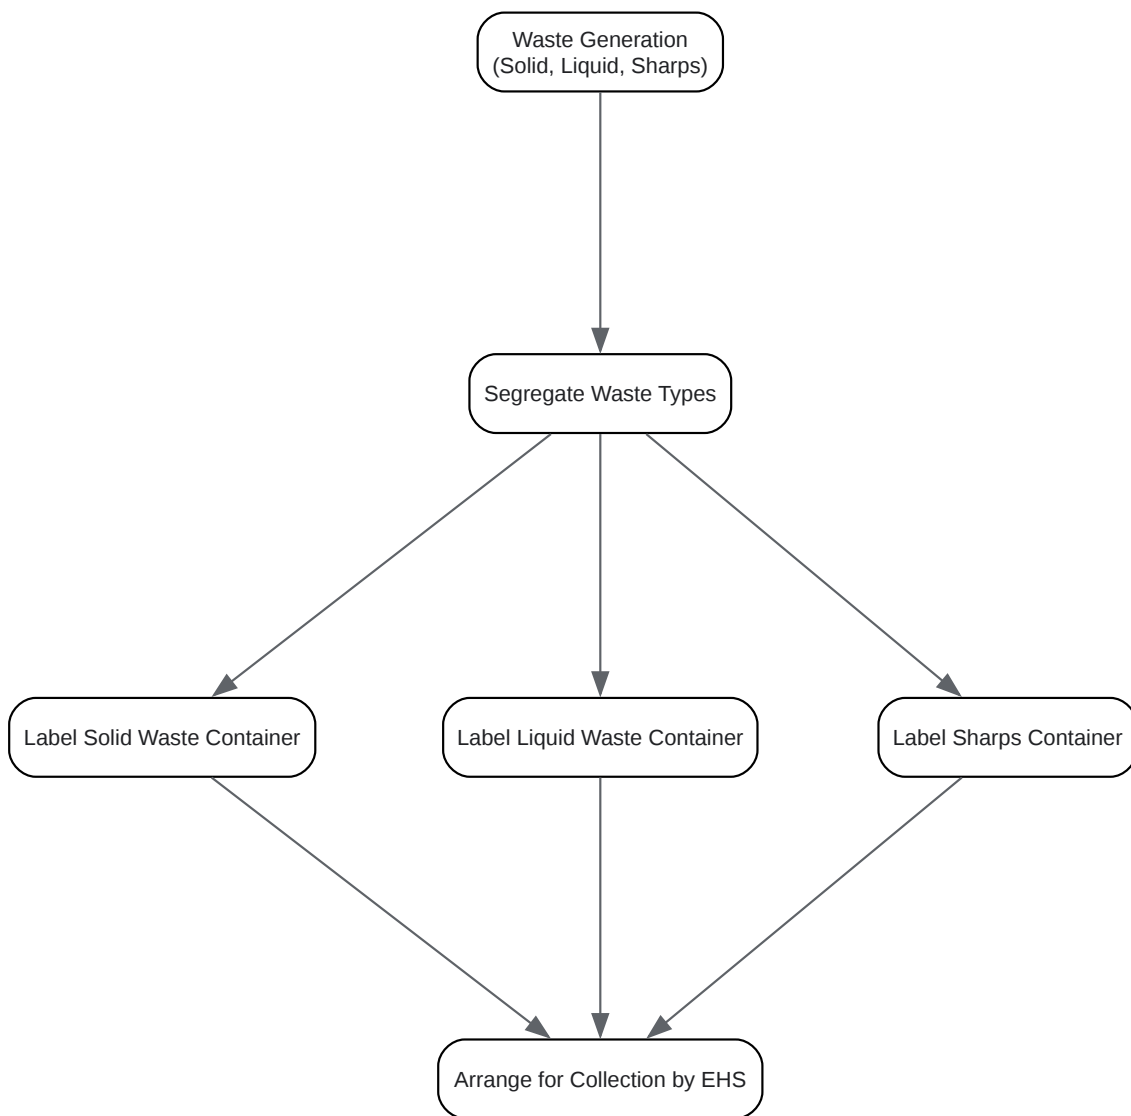 Waste Generation
(Solid, Liquid, Sharps)
Segregate Waste Types
Label Solid Waste Container
Label Liquid Waste Container
Label Sharps Container
Arrange for Collection by EHS